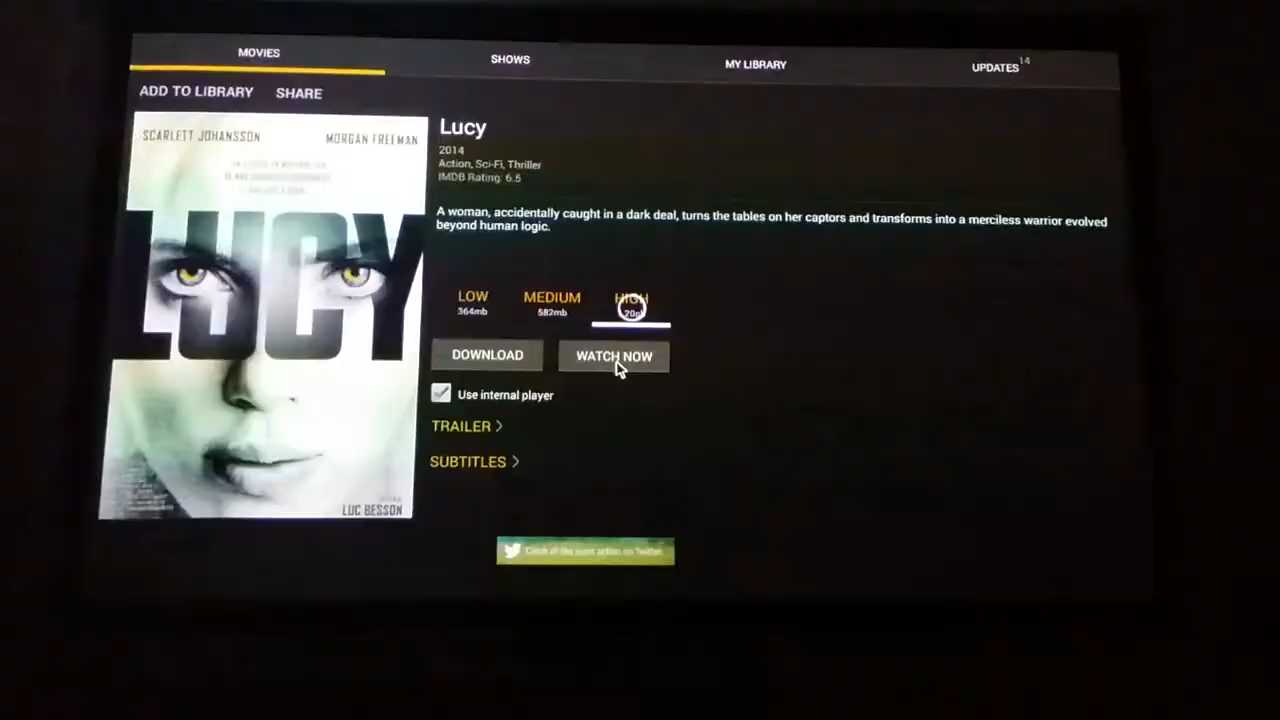 MOVIES
SHOWS
MY LIBRARY
UPDATES 14
ADD TO LIBRARY
SHARE
SCARLETT JOHANSSON
MORGAN FREEMAN
LUCY
LUC BESSON
Lucy
2014
Action, Sci-Fi, Thriller
IMDB Rating: 6.5
A woman, accidentally caught in a dark deal, turns the tables on her captors and transforms into a merciless warrior evolved
beyond human logic.
LOW
MEDIUM
HIGH
364mb
582mb
DOWNLOAD
WATCH NOW
Use internal player
TRAILER >
SUBTITLES >
on Twitter